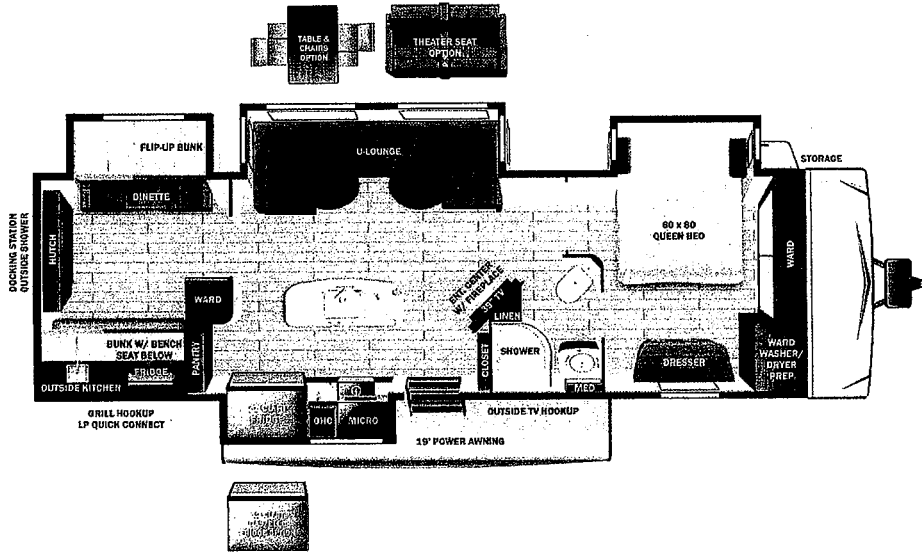 TABLE &
CHAIRS
OPTION
THEATER SEAT
OPTION
FLIP-UP BUNK
U-LOUNGE
STORAGE
DINETTE
DOCKING STATION
OUTSIDE SHOWER
HUTCH
60 x 80
QUEEN BED
WARD
WARD
ENT. CENTER
W/ FIREPLACE
TV
LINEN
BUNK W/ BENCH
SEAT BELOW
PANTRY
SHOWER
CLOSET
WARD
WASHER/
DRYER
PREP.
DRESSER
FRIDGE
OUTSIDE KITCHEN
MED
GRILL HOOKUP
LP QUICK CONNECT
FRIDGE
OHC
MICRO
OUTSIDE TV HOOKUP
19' POWER AWNING